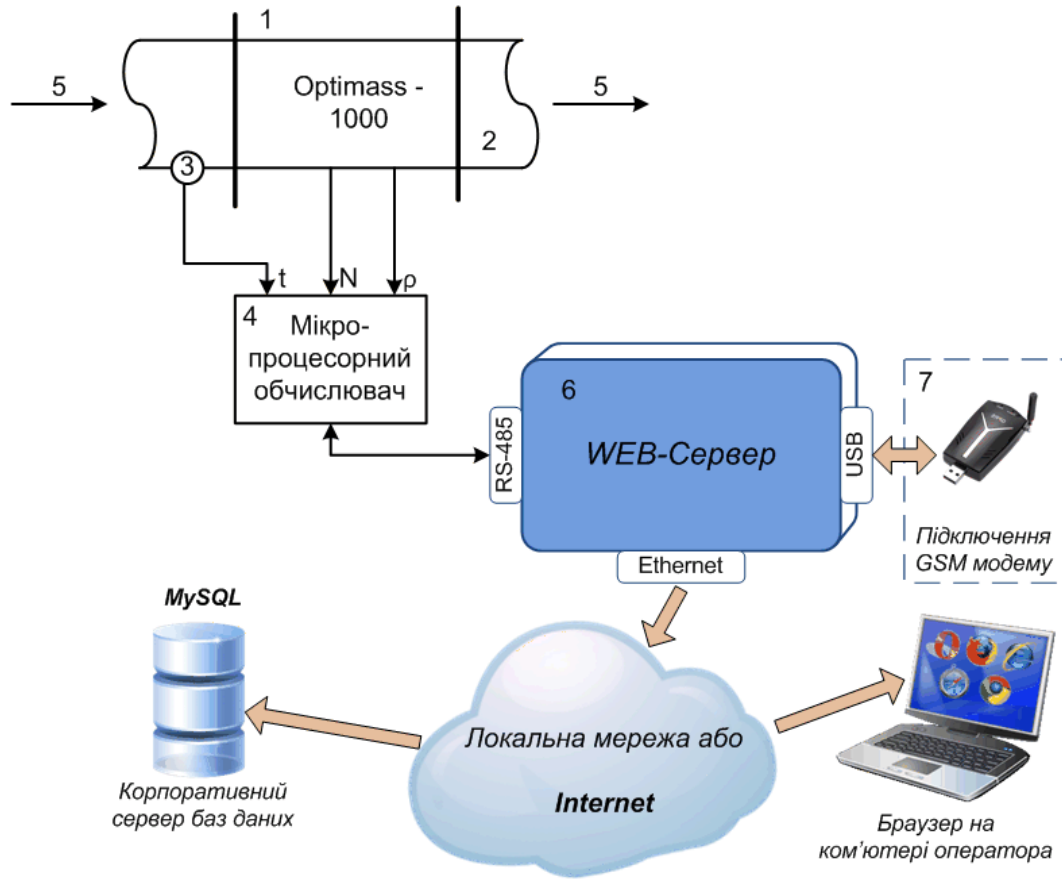 1
5
Optimass -
1000
5
2
3
t
N
ρ
4
Мікро-
процесорний
обчислювач
6
7
RS-485
WEB-Сервер
USB
Підключення
GSM модему
Ethernet
MySQL
Корпоративний
сервер баз даних
Локальна мережа або
Internet
Браузер на
ком’ютері оператора